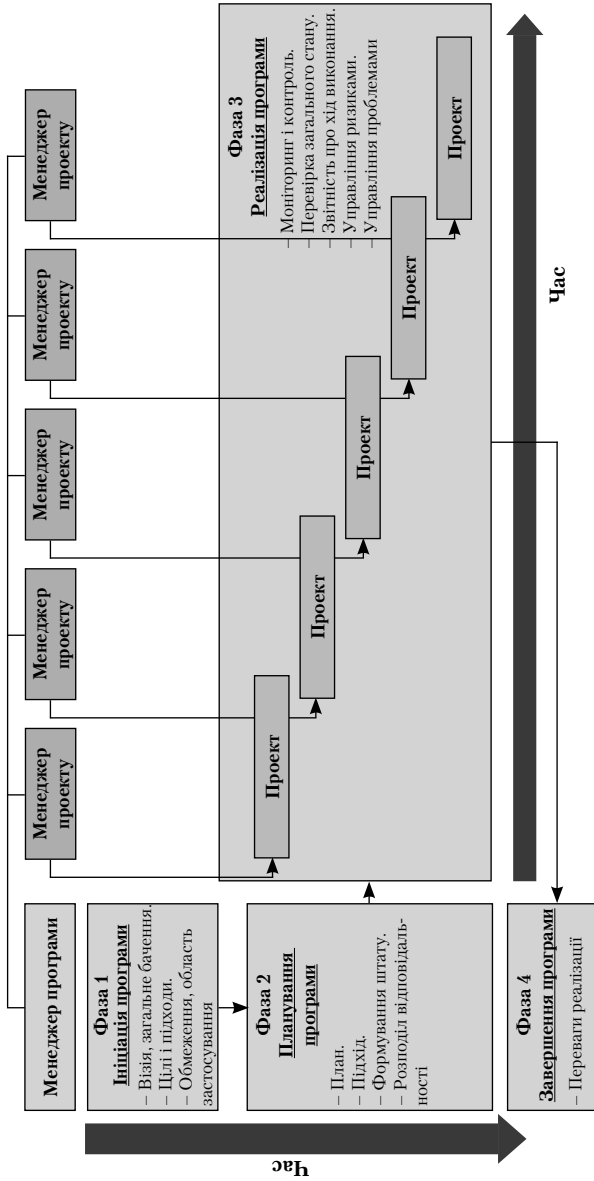 Менеджер програми
Менеджер
проекту
Менеджер
проекту
Менеджер
проекту
Менеджер
проекту
Менеджер
проекту
Фаза 1
Ініціація програми
– Візія, загальне бачення.
– Цілі і підходи.
– Обмеження, область
застосування
Фаза 2
Планування
програми
– План.
– Підхід.
– Формування штату.
– Розподіл відповідаль-
ності
Фаза 3
Реалізація програми
– Моніторинг і контроль.
– Перевірка загального стану.
– Звітність про хід виконання.
– Управління ризиками.
– Управління проблемами
Проект
Проект
Проект
Проект
Проект
Фаза 4
Завершення програми
– Переваги реалізації
Час
Час